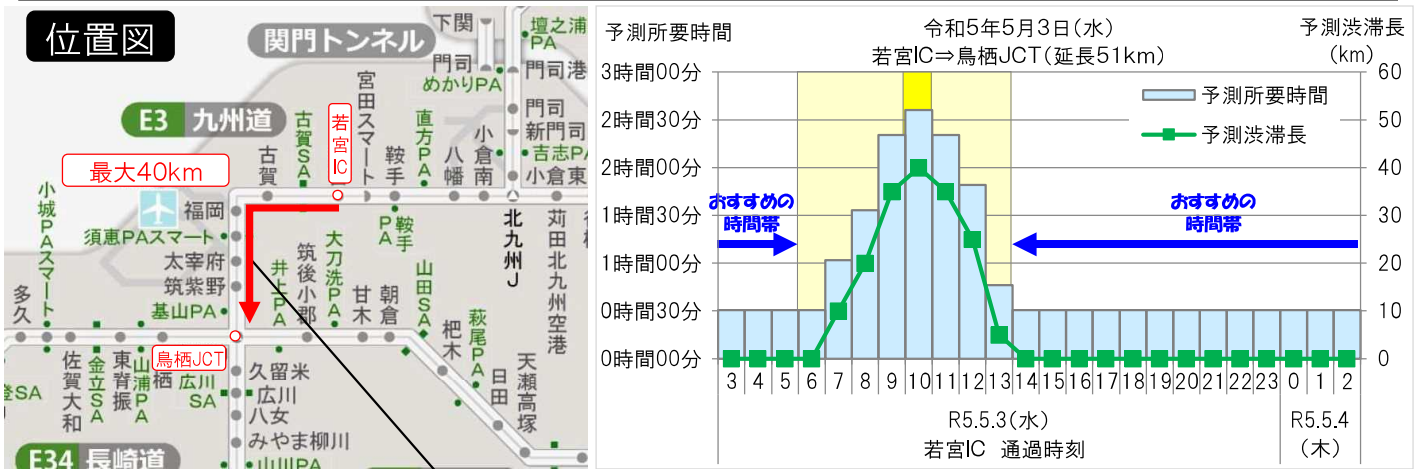 位置図
関門トンネル
下関
壇之浦PA
門司
めかりPA
門司港
E3 九州道
古賀SA
若宮IC
宮田スマート
直方PA
小倉南
門司
新門司
吉志PA
小倉東
古賀
鞍手
八幡
最大40km
小城PAスマート
福岡
鞍手PA
北九州J
苅田北九州空港
須恵PAスマート
太宰府
筑紫野
筑後小郡
大刀洗PA
井上PA
甘木
朝倉
山田SA
多久
基山PA
杷木
萩尾PA
鳥栖JCT
日田
天瀬高塚
佐賀大和
金立SA
東脊振
山浦PA
栖
広川SA
久留米
広川
八女
みやま柳川
山川PA
E34 長崎道
予測所要時間
令和5年5月3日(水)
若宮IC⇒鳥栖JCT(延長51km)
予測渋滞長
(km)
3時間00分
2時間30分
2時間00分
1時間30分
1時間00分
0時間30分
0時間00分
予測所要時間
予測渋滞長
おすすめの
時間帯
おすすめの
時間帯
60
50
40
30
20
10
0
3 4 5 6 7 8 9 10 11 12 13 14 15 16 17 18 19 20 21 22 23 0 1 2
R5.5.3(水)
R5.5.4
(木)
若宮IC 通過時刻